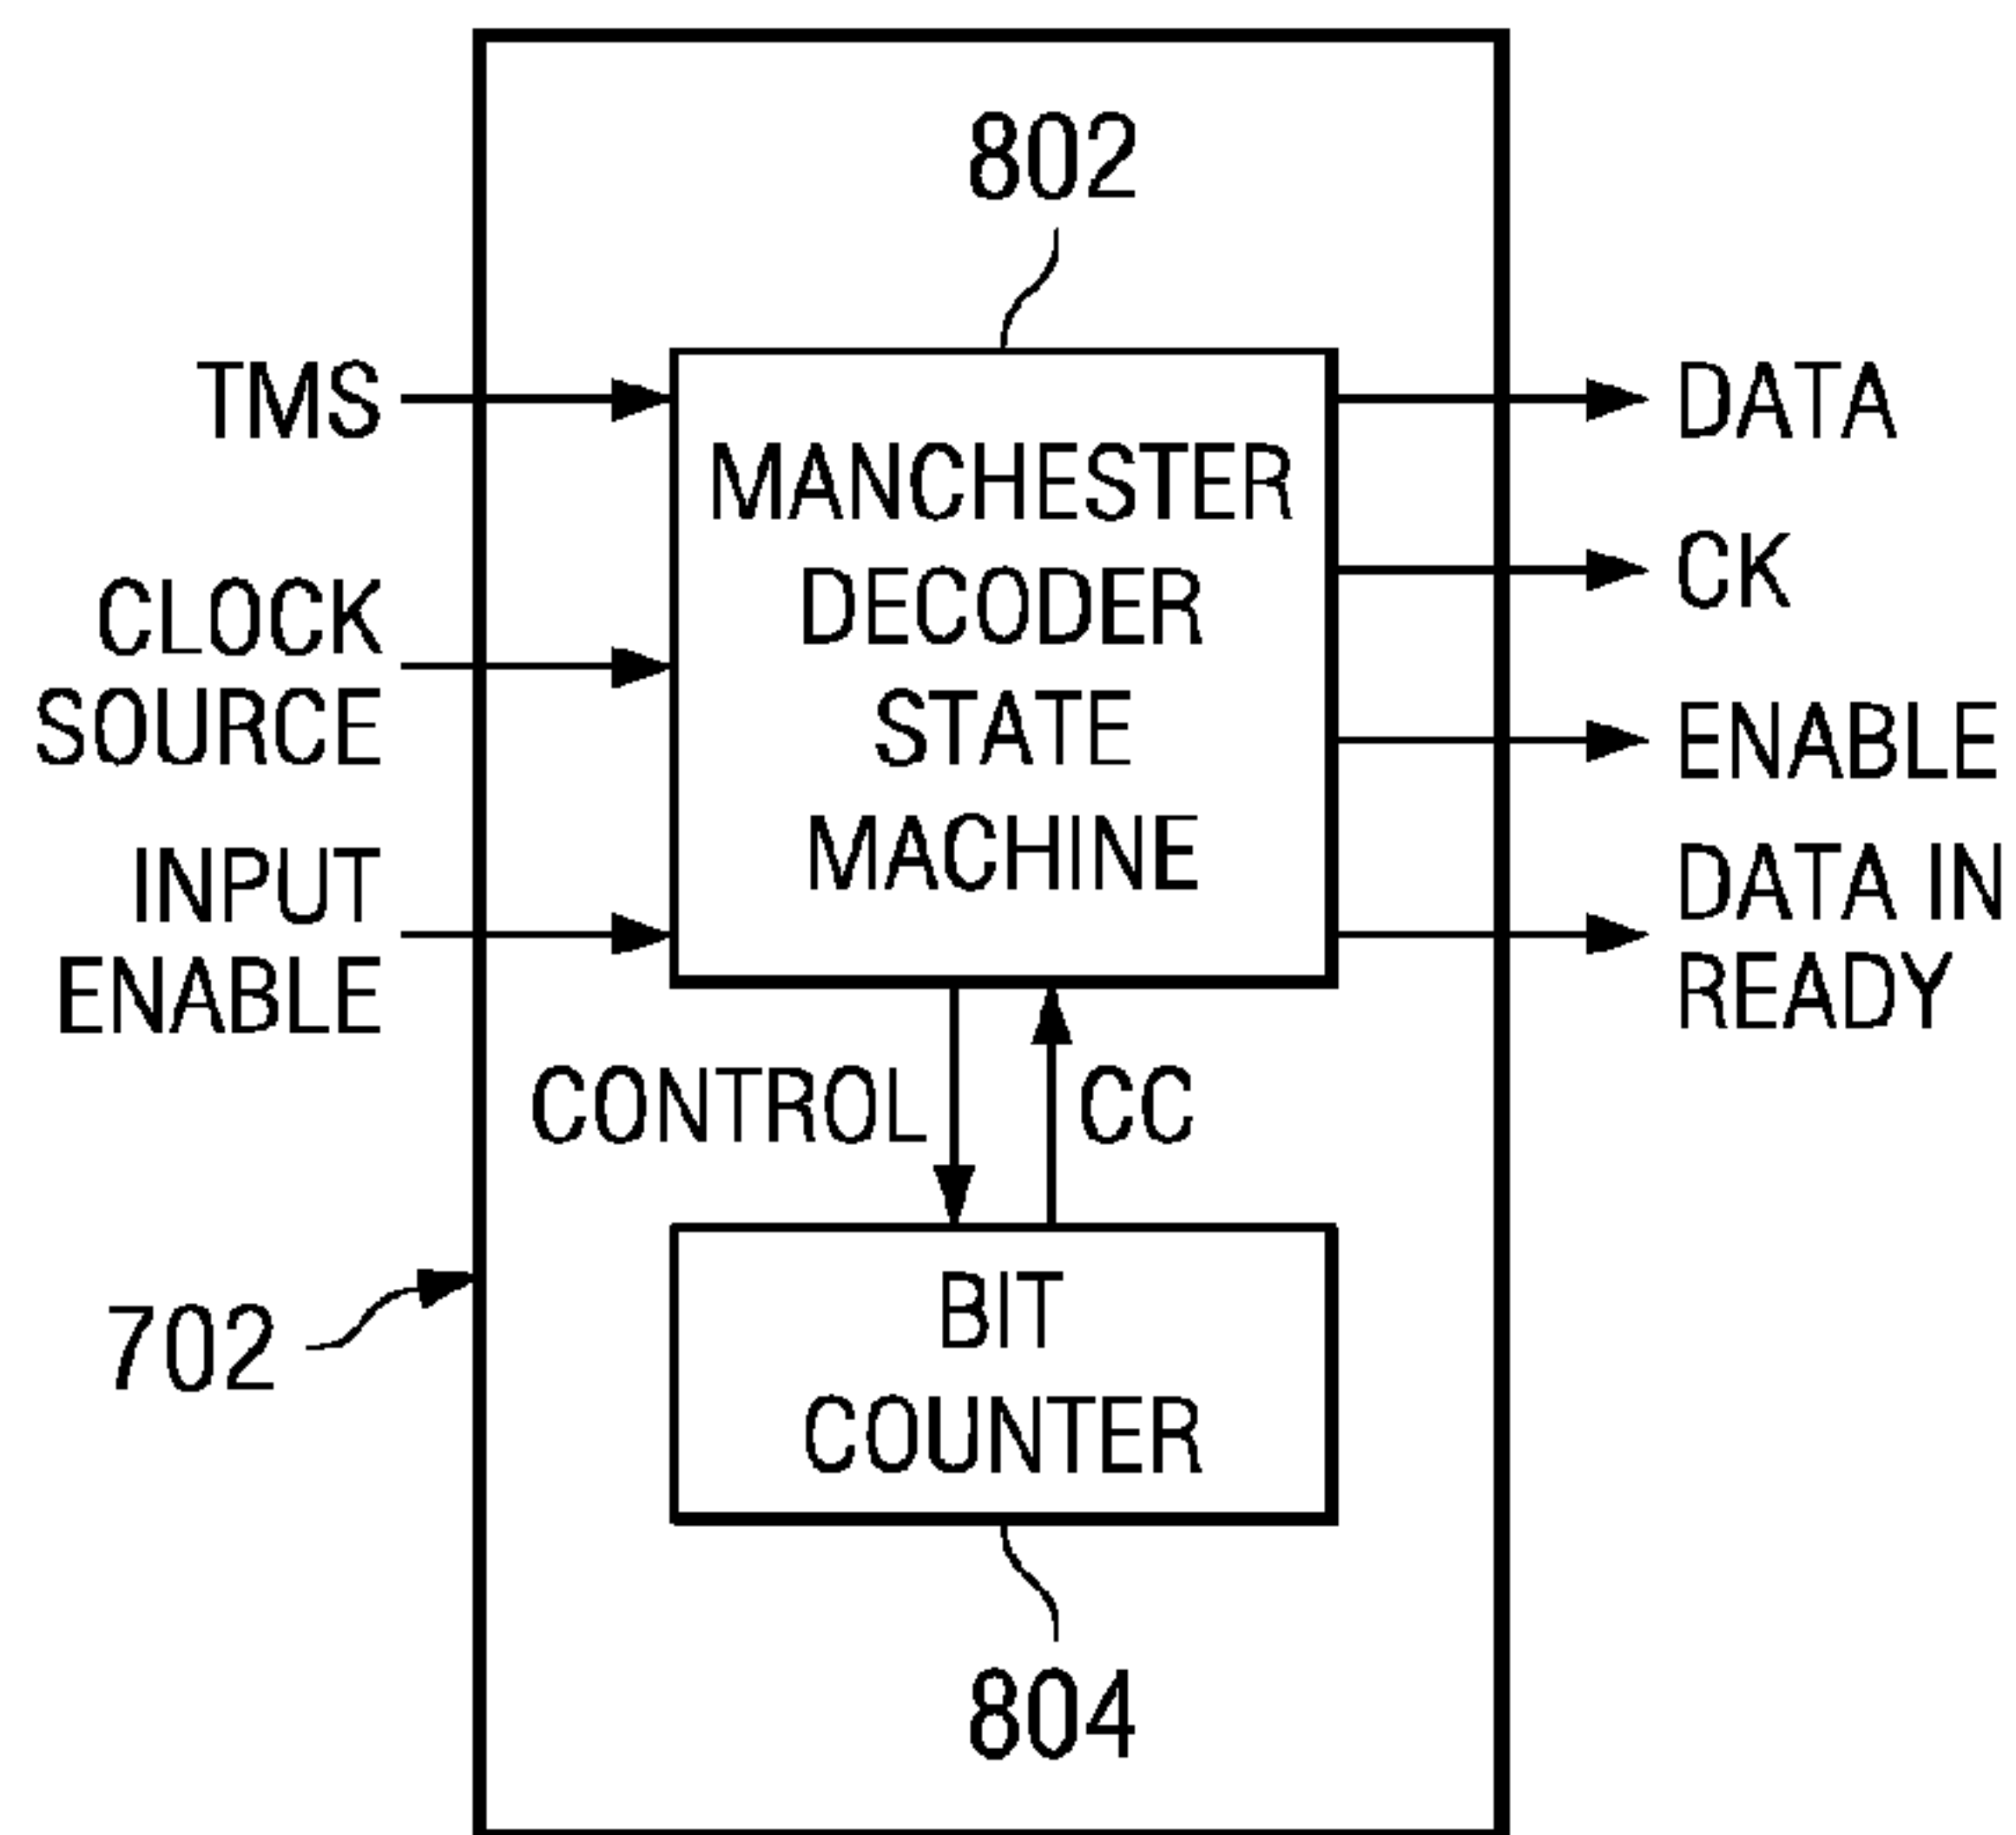 802
TMS
CLOCK
SOURCE
INPUT
ENABLE
MANCHESTER
DECODER
STATE
MACHINE
DATA
CK
ENABLE
DATA IN
READY
CONTROL
CC
702
BIT
COUNTER
804